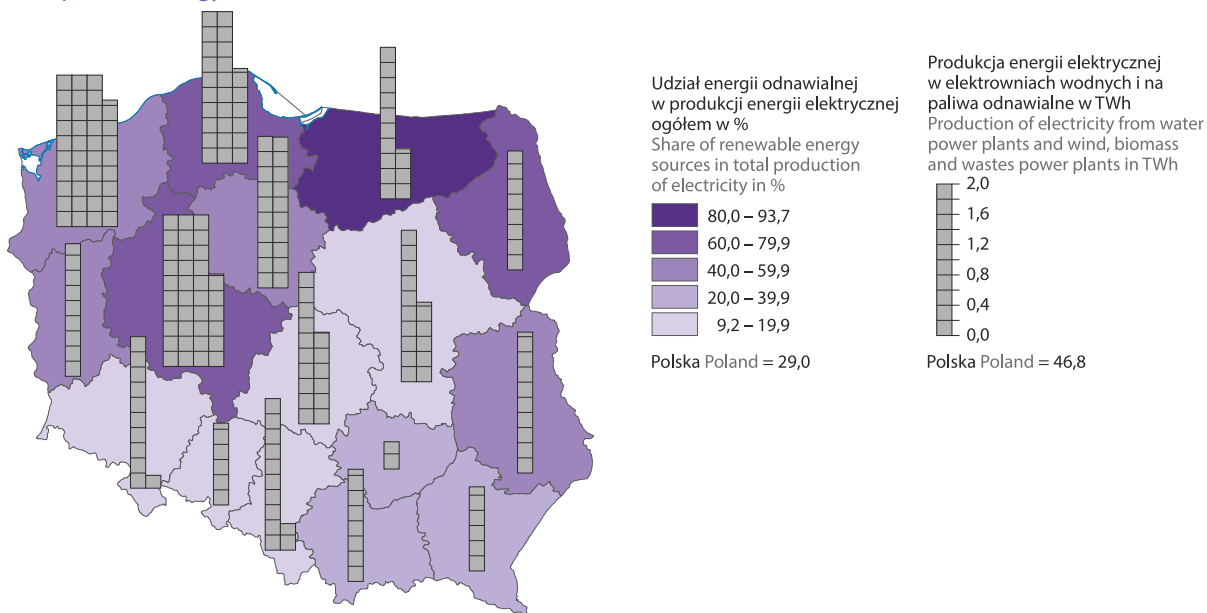 Udział energii odnawialnej
w produkcji energii elektrycznej
ogółem w %
Share of renewable energy
sources in total production
of electricity in %
80,0 – 93,7
60,0 – 79,9
40,0 – 59,9
20,0 – 39,9
9,2 – 19,9
Polska Poland = 29,0
Produkcja energii elektrycznej
w elektrowniach wodnych i na
paliwa odnawialne w TWh
Production of electricity from water
power plants and wind, biomass
and wastes power plants in TWh
2,0
1,6
1,2
0,8
0,4
0,0
Polska Poland = 46,8